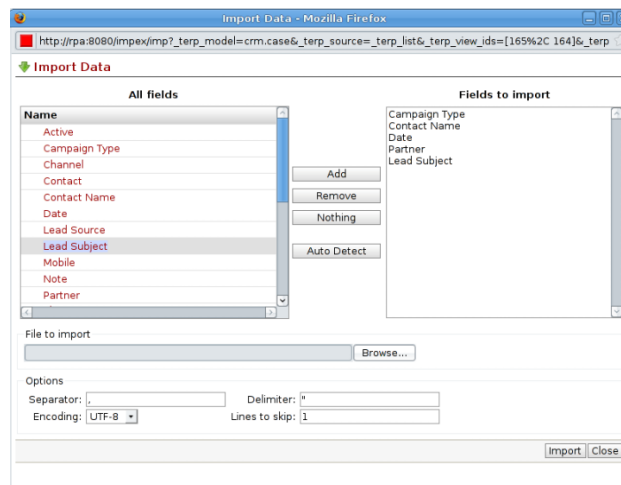 Import Data - Mozilla Firefox
http://rpa:8080/impex/imp?_terp_model=crm.case&_terp_source=_terp_list&_terp_view_ids=[165%2C 164]&_terp
Import Data
All fields
Fields to import
Name
Active
Campaign Type
Channel
Contact
Contact Name
Date
Lead Source
Lead Subject
Mobile
Note
Partner
Add
Remove
Nothing
Auto Detect
Campaign Type
Contact Name
Date
Partner
Lead Subject
File to import
Browse...
Options
Separator: , Delimiter: "
Encoding: UTF-8 Lines to skip: 1
Import Close